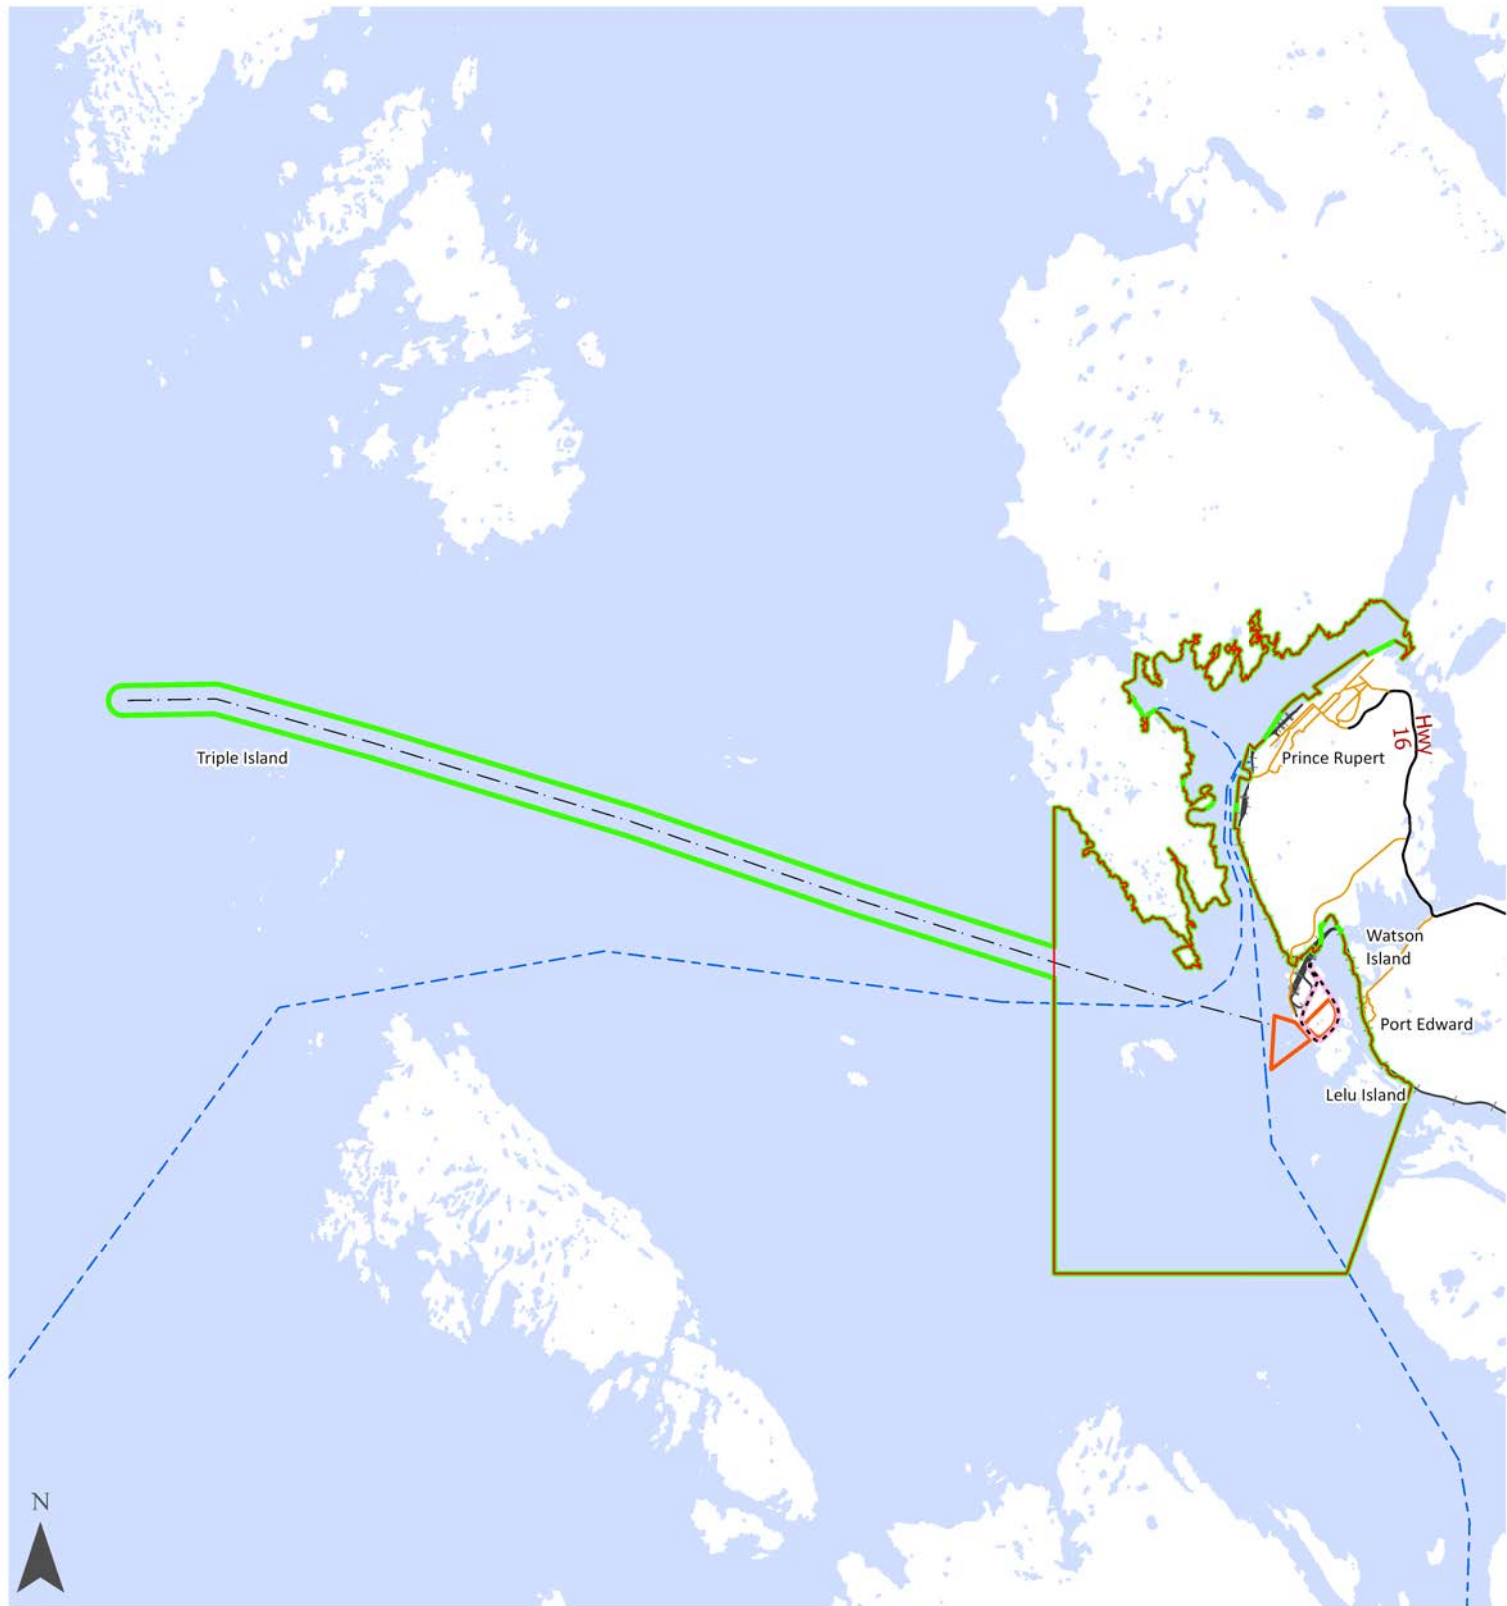 Hwy
16
Triple Island
Prince Rupert
Watson
Island
Port Edward
Lelu Island
N